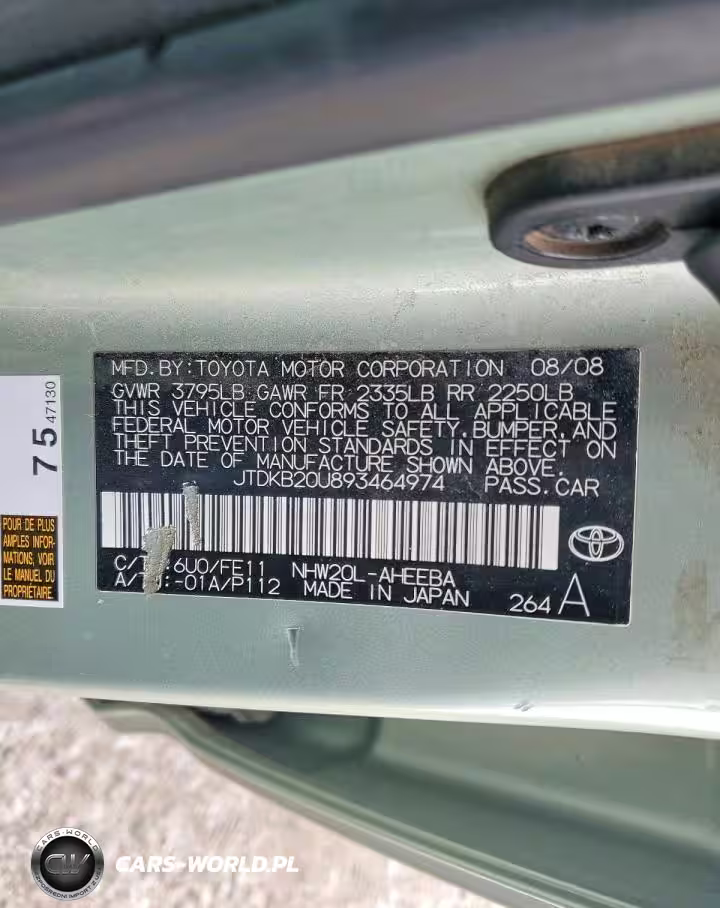 MFD. BY: TOYOTA MOTOR CORPORATION 08/08
GVWR 3795LB GAWR FR 2335LB RR 2250LB
THIS VEHICLE CONFORMS TO ALL APPLICABLE
FEDERAL MOTOR VEHICLE SAFETY, BUMPER, AND
THEFT PREVENTION STANDARDS IN EFFECT ON
THE DATE OF MANUFACTURE SHOWN ABOVE.
JTDKB20U893464974 PASS.CAR
C/ 6U0/FE11 NHW20L-AHEEBA
A/ -01A/P112 MADE IN JAPAN
264 A
75 47130
POUR DE PLUS
AMPLES INFOR-
MATIONS, VOIR
LE MANUEL DU
PROPRIÉTAIRE.
CARS-WORLD
CW
CARS-WORLD.PL